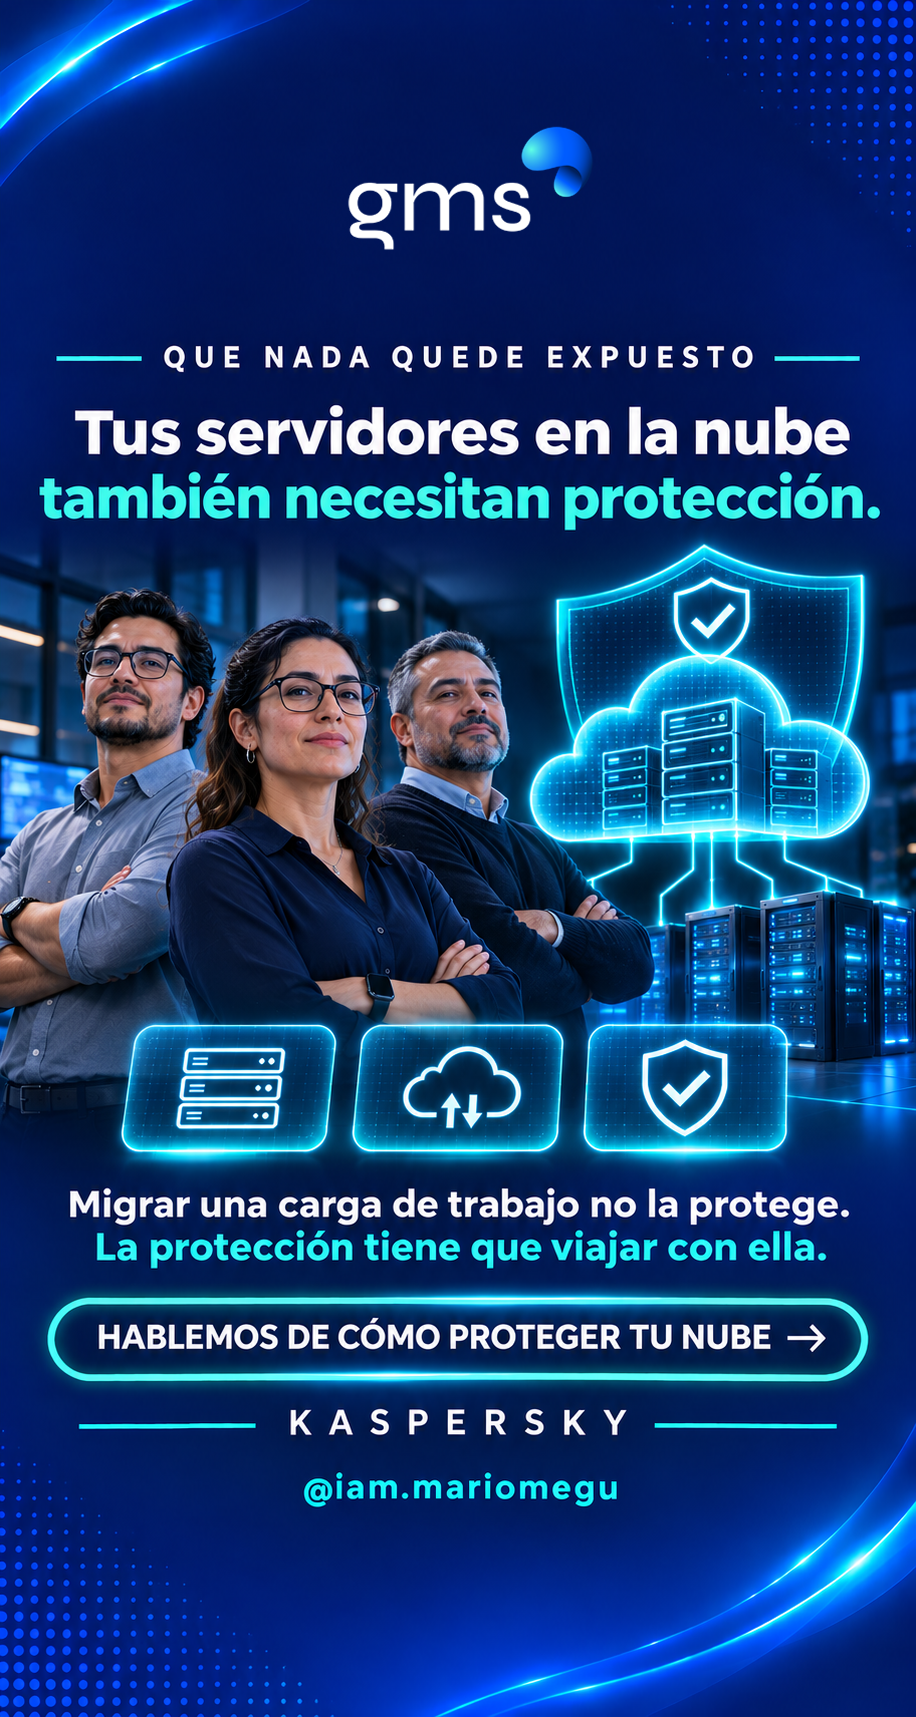 gms
QUE NADA QUEDE EXPUESTO
Tus servidores en la nube
también necesitan protección.
Migrar una carga de trabajo no la protege.
La protección tiene que viajar con ella.
HABLEMOS DE CÓMO PROTEGER TU NUBE →
KASPERSKY
@iam.mariomegu